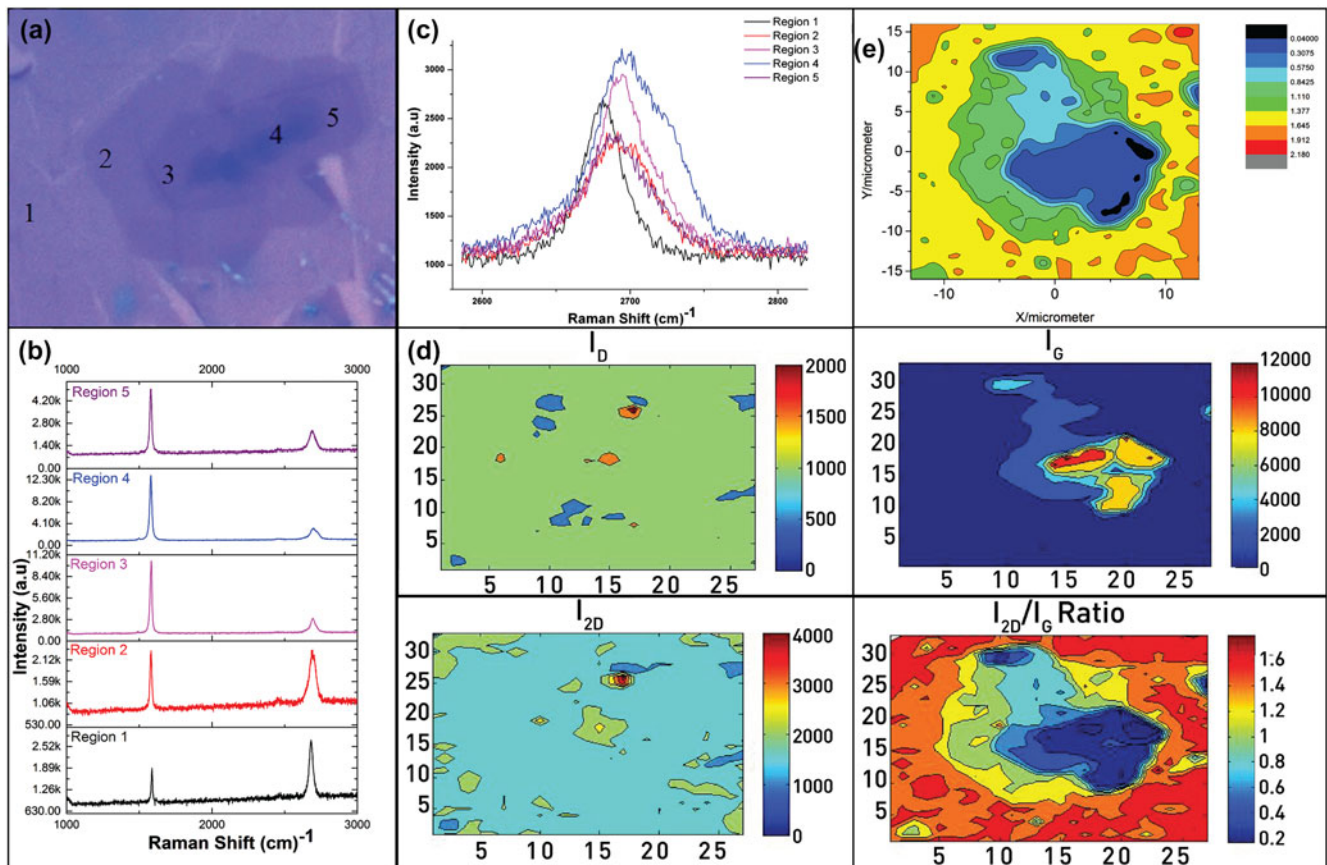 (a)
1
2
3
4
5
(b)
1000 2000 3000
Region 5
4.20k
2.80k
1.40k
0.00
Region 4
12.30k
8.20k
4.10k
0.00
Region 3
11.20k
8.40k
5.60k
2.80k
0.00
Region 2
2.12k
1.59k
1.06k
530.00
Region 1
2.52k
1.89k
1.26k
630.00
1000 2000 3000
Intensity (a.u)
Raman Shift (cm)-1
(c)
Region 1
Region 2
Region 3
Region 4
Region 5
3000
2500
2000
1500
1000
2600 2700 2800
Intensity (a.u)
Raman Shift (cm)-1
(e)
15
10
5
0
-5
-10
-15
-10 0 10
Y/micrometer
X/micrometer
0.04000
0.3075
0.5750
0.8425
1.110
1.377
1.645
1.912
2.180
(d)
ID
30
25
20
15
10
5
5 10 15 20 25
2000
1500
1000
500
0
IG
30
25
20
15
10
5
5 10 15 20 25
12000
10000
8000
6000
4000
2000
0
I2D
30
25
20
15
10
5
5 10 15 20 25
4000
3000
2000
1000
0
I2D/IG Ratio
30
25
20
15
10
5
5 10 15 20 25
1.6
1.4
1.2
1
0.8
0.6
0.4
0.2